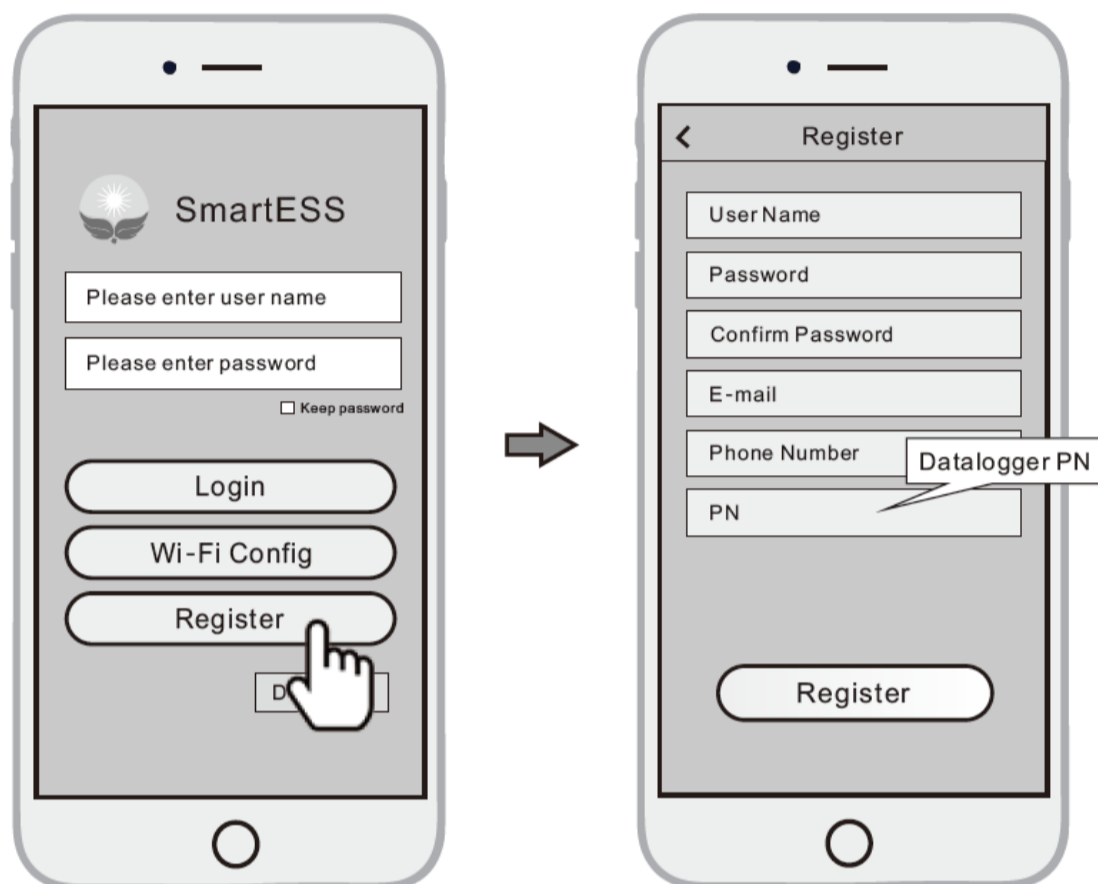 SmartESS
Please enter user name
Please enter password
Keep password
Login
Wi-Fi Config
Register
Register
User Name
Password
Confirm Password
E-mail
Phone Number
Datalogger PN
PN
Register